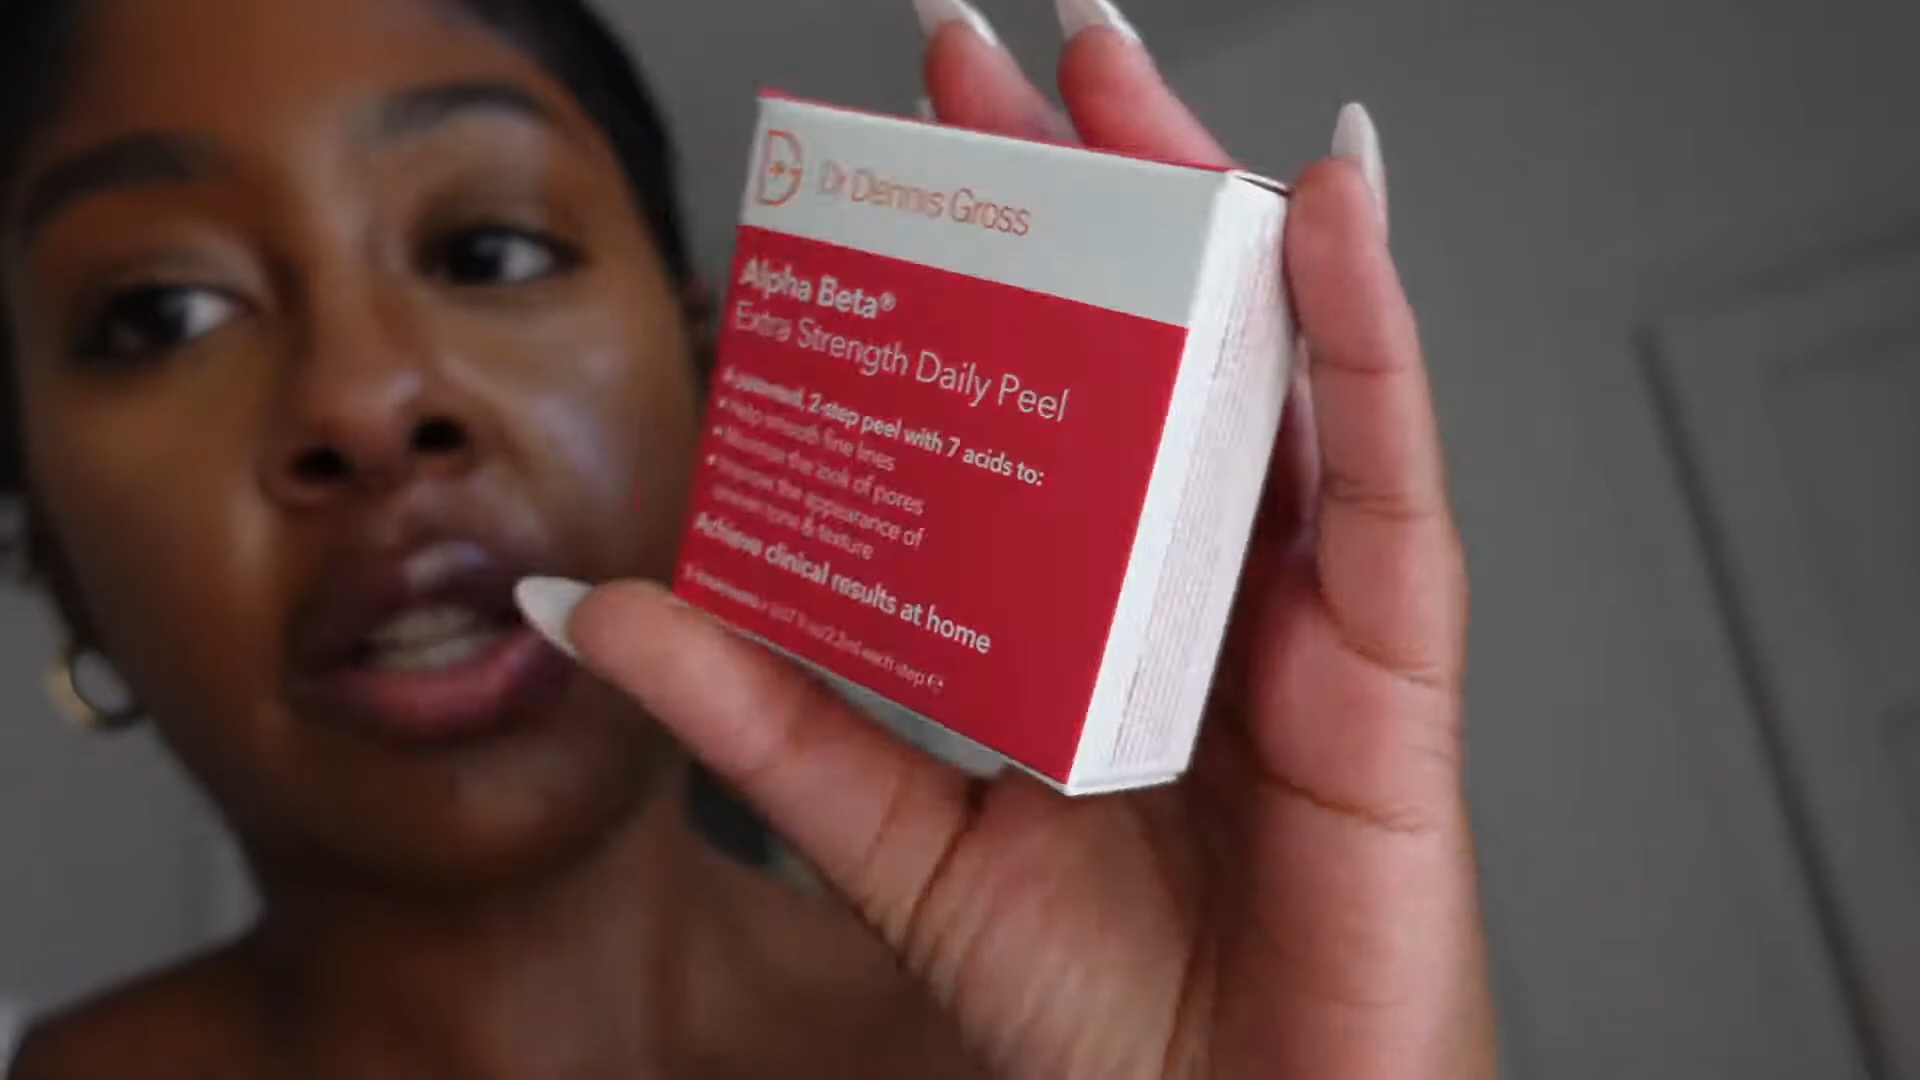 Dr Dennis Gross
Alpha Beta®
Extra Strength Daily Peel
A patented, 2-step peel with 7 acids to:
• Help smooth fine lines
• Minimize the look of pores
• Improve the appearance of
uneven tone & texture
Achieve clinical results at home
each step